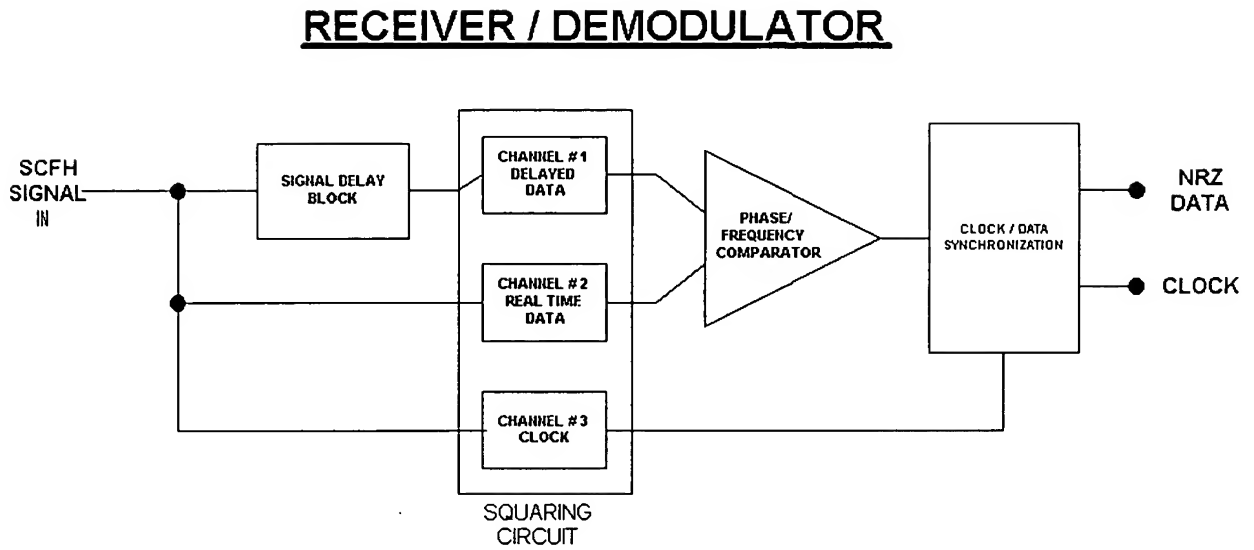 RECEIVER / DEMODULATOR
SCFH
SIGNAL
IN
SIGNAL DELAY
BLOCK
CHANNEL #1
DELAYED
DATA
CHANNEL #2
REAL TIME
DATA
CHANNEL #3
CLOCK
SQUARING
CIRCUIT
PHASE/
FREQUENCY
COMPARATOR
CLOCK / DATA
SYNCHRONIZATION
NRZ
DATA
CLOCK